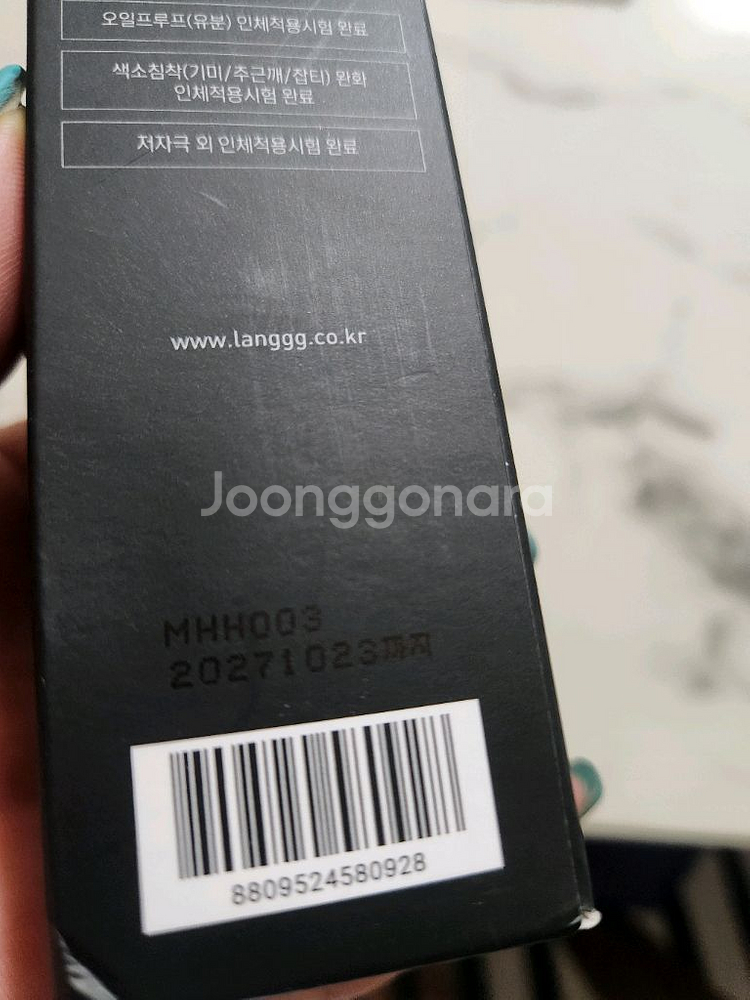 오일프루프(유분) 인체적용시험 완료
색소침착(기미/주근깨/잡티) 완화
인체적용시험 완료
저자극 외 인체적용시험 완료
www.langgg.co.kr
Joonggonara
MHH003
20271023까지
8809524580928